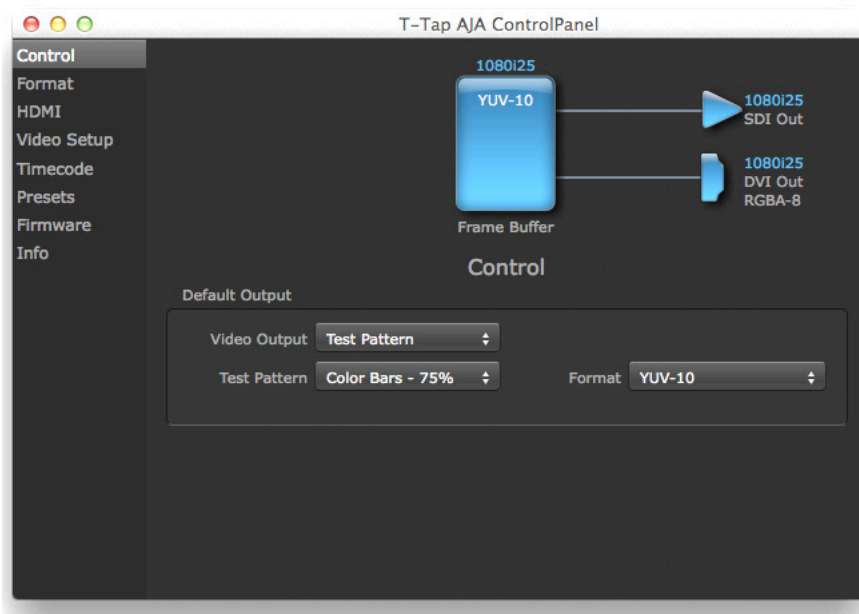 T-Tap AJA ControlPanel
Control
Format
HDMI
Video Setup
Timecode
Presets
Firmware
Info
1080i25
YUV-10
Frame Buffer
1080i25
SDI Out
1080i25
DVI Out
RGBA-8
Control
Default Output
Video Output Test Pattern
Test Pattern Color Bars - 75% Format YUV-10